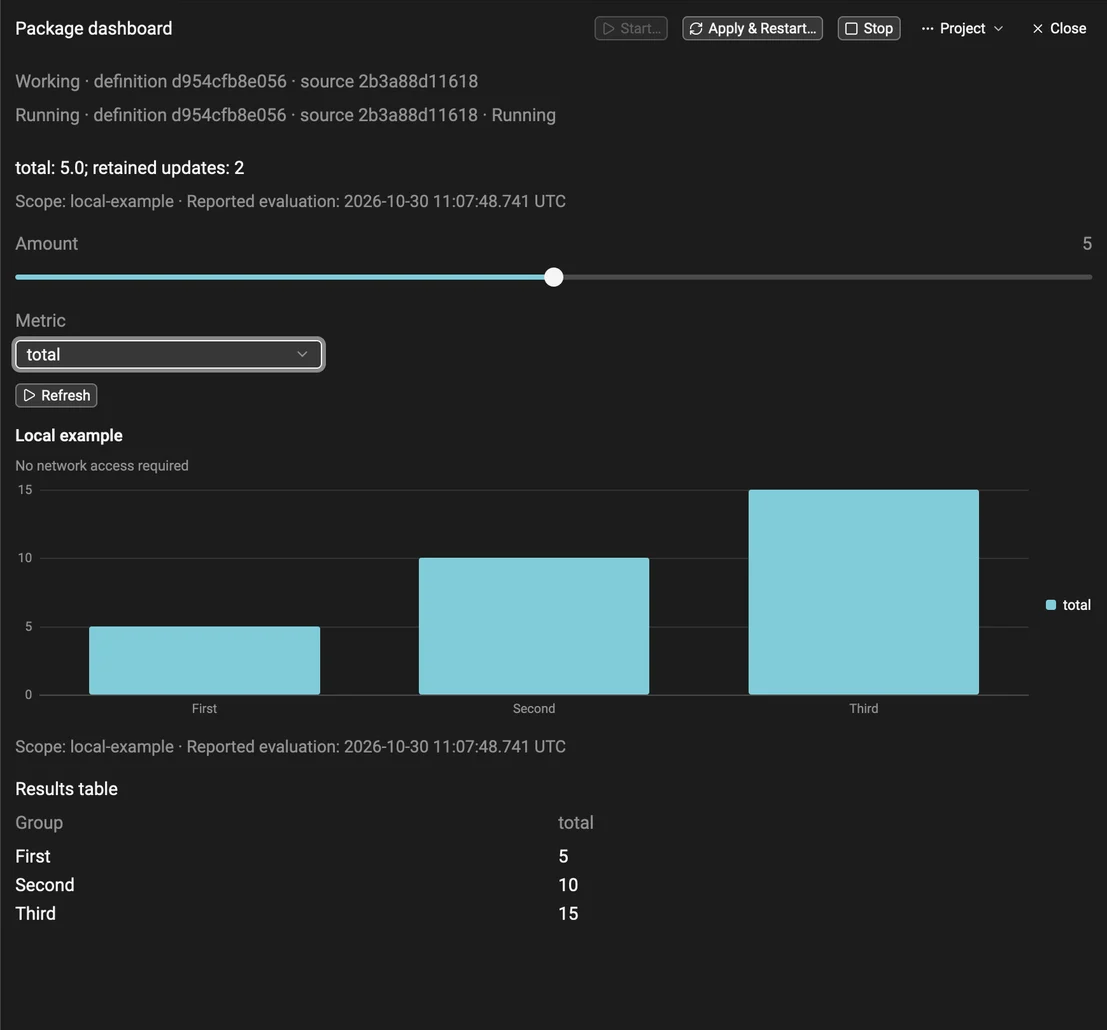 Package dashboard
Start... Apply & Restart... Stop ··· Project Close
Working · definition d954cfb8e056 · source 2b3a88d11618
Running · definition d954cfb8e056 · source 2b3a88d11618 · Running
total: 5.0; retained updates: 2
Scope: local-example · Reported evaluation: 2026-10-30 11:07:48.741 UTC
Amount 5
Metric
total
Refresh
Local example
No network access required
15
10
5
0
First Second Third
total
Scope: local-example · Reported evaluation: 2026-10-30 11:07:48.741 UTC
Results table
Group total
First 5
Second 10
Third 15